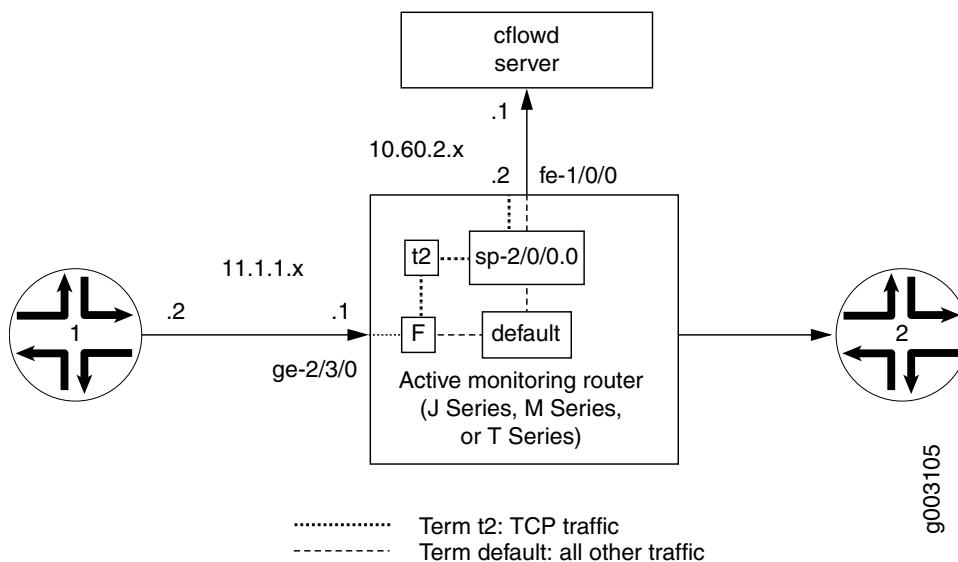 cflowd
server
.1
10.60.2.x
.2
fe-1/0/0
t2
sp-2/0/0.0
11.1.1.x
1
.2
.1
F
default
2
ge-2/3/0
Active monitoring router
(J Series, M Series,
or T Series)
g003105
Term t2: TCP traffic
Term default: all other traffic